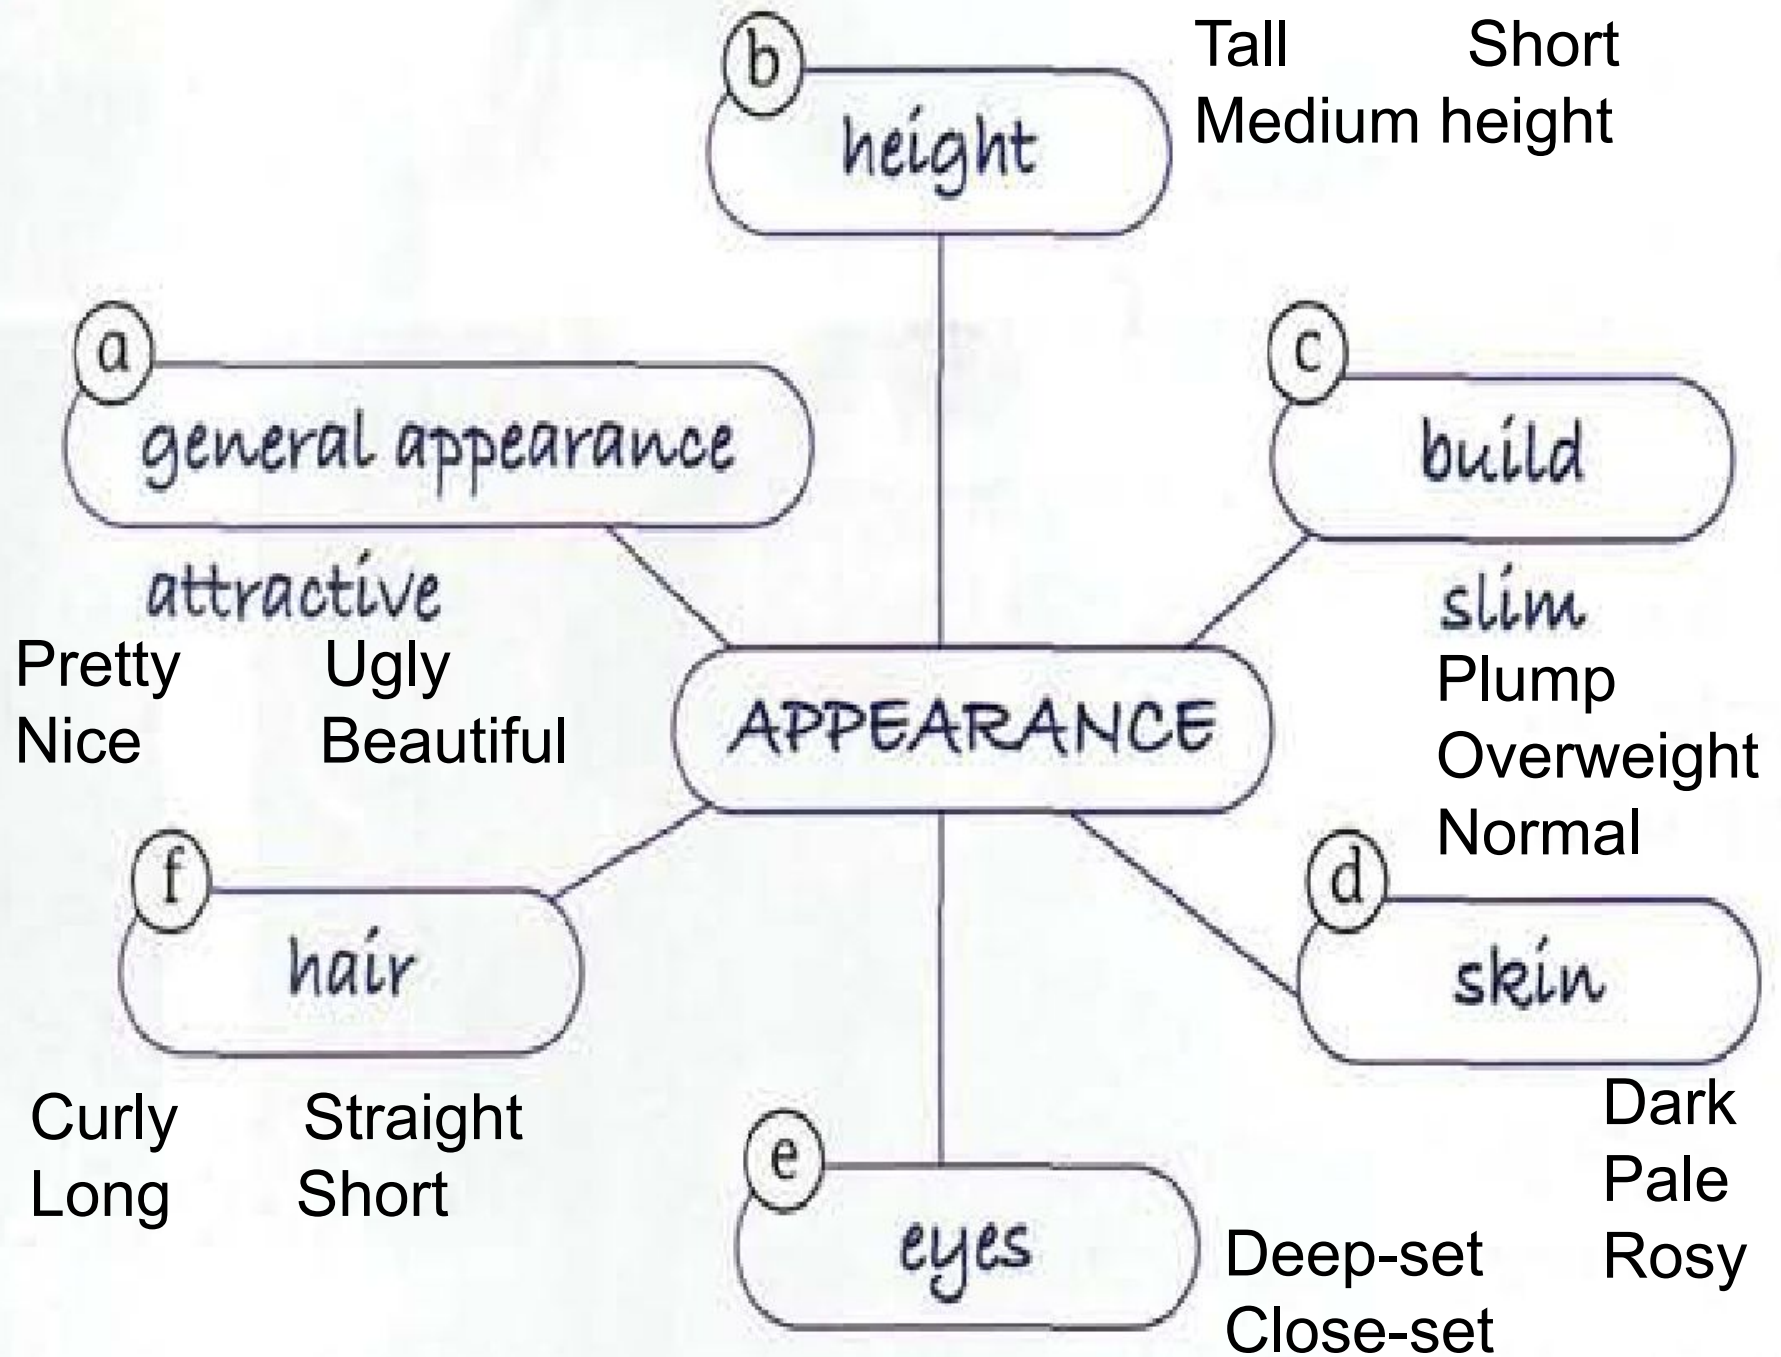 b
height
Tall Short
Medium height
a
general appearance
attractive
Pretty Ugly
Nice Beautiful
c
build
slim
Plump
Overweight
Normal
APPEARANCE
f
hair
Curly Straight
Long Short
d
skin
Dark
Pale
Rosy
e
eyes
Deep-set
Close-set